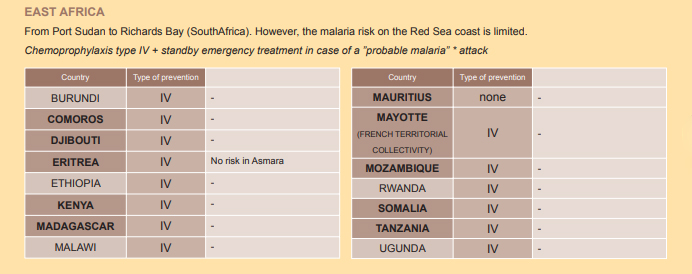 EAST AFRICA
From Port Sudan to Richards Bay (SouthAfrica). However, the malaria risk on the Red Sea coast is limited.
Chemoprophylaxis type IV + standby emergency treatment in case of a "probable malaria" * attack
Country Type of prevention
BURUNDI IV -
COMOROS IV -
DJIBOUTI IV -
ERITREA IV No risk in Asmara
ETHIOPIA IV -
KENYA IV -
MADAGASCAR IV -
MALAWI IV -
Country Type of prevention
MAURITIUS none -
MAYOTTE
(FRENCH TERRITORIAL IV -
COLLECTIVITY)
MOZAMBIQUE IV -
RWANDA IV -
SOMALIA IV -
TANZANIA IV -
UGUNDA IV -